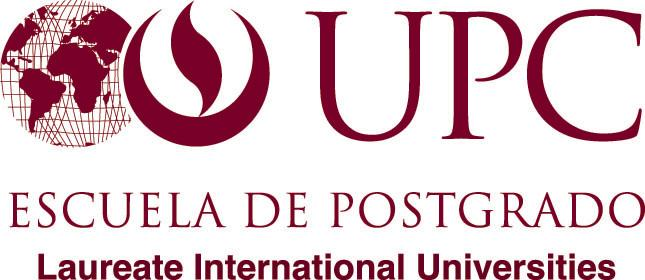 UPC
ESCUELA DE POSTGRADO
Laureate International Universities